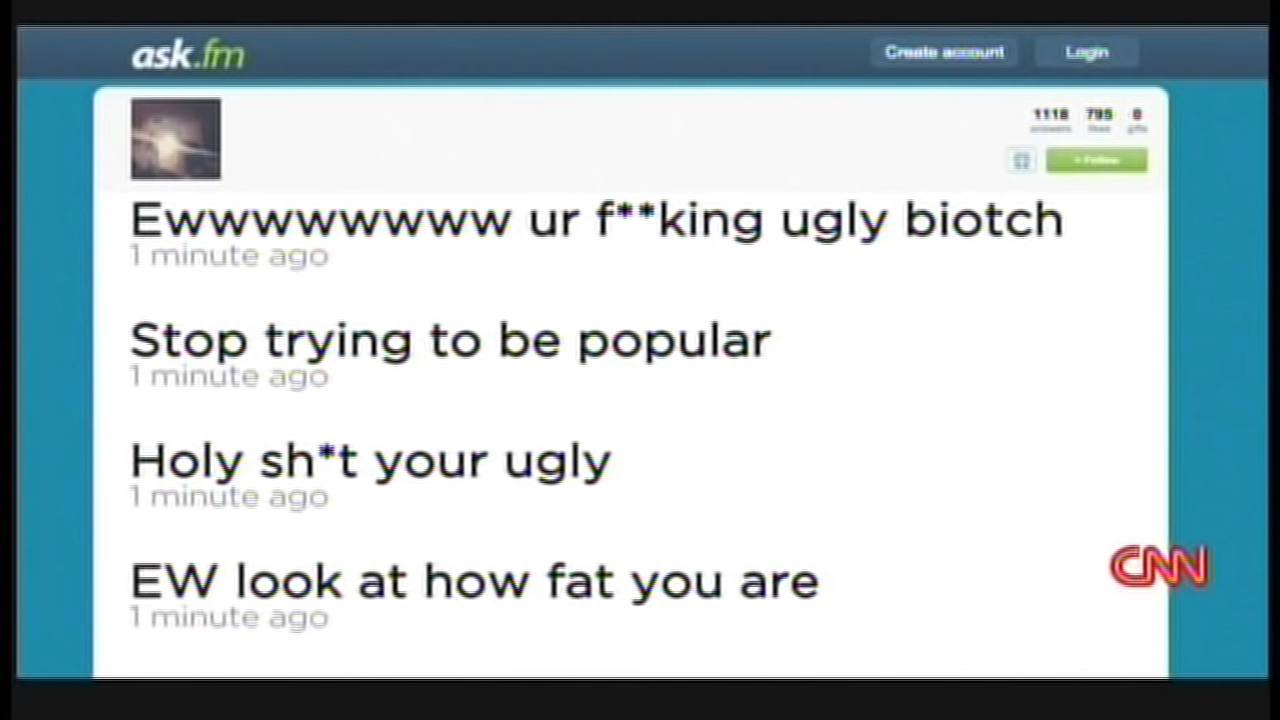 ask.fm
Create account
Login
1118 795 0
answers likes gifts
+ Follow
Ewwwwwwwww ur f**king ugly biotch
1 minute ago
Stop trying to be popular
1 minute ago
Holy sh*t your ugly
1 minute ago
EW look at how fat you are
1 minute ago
CNN